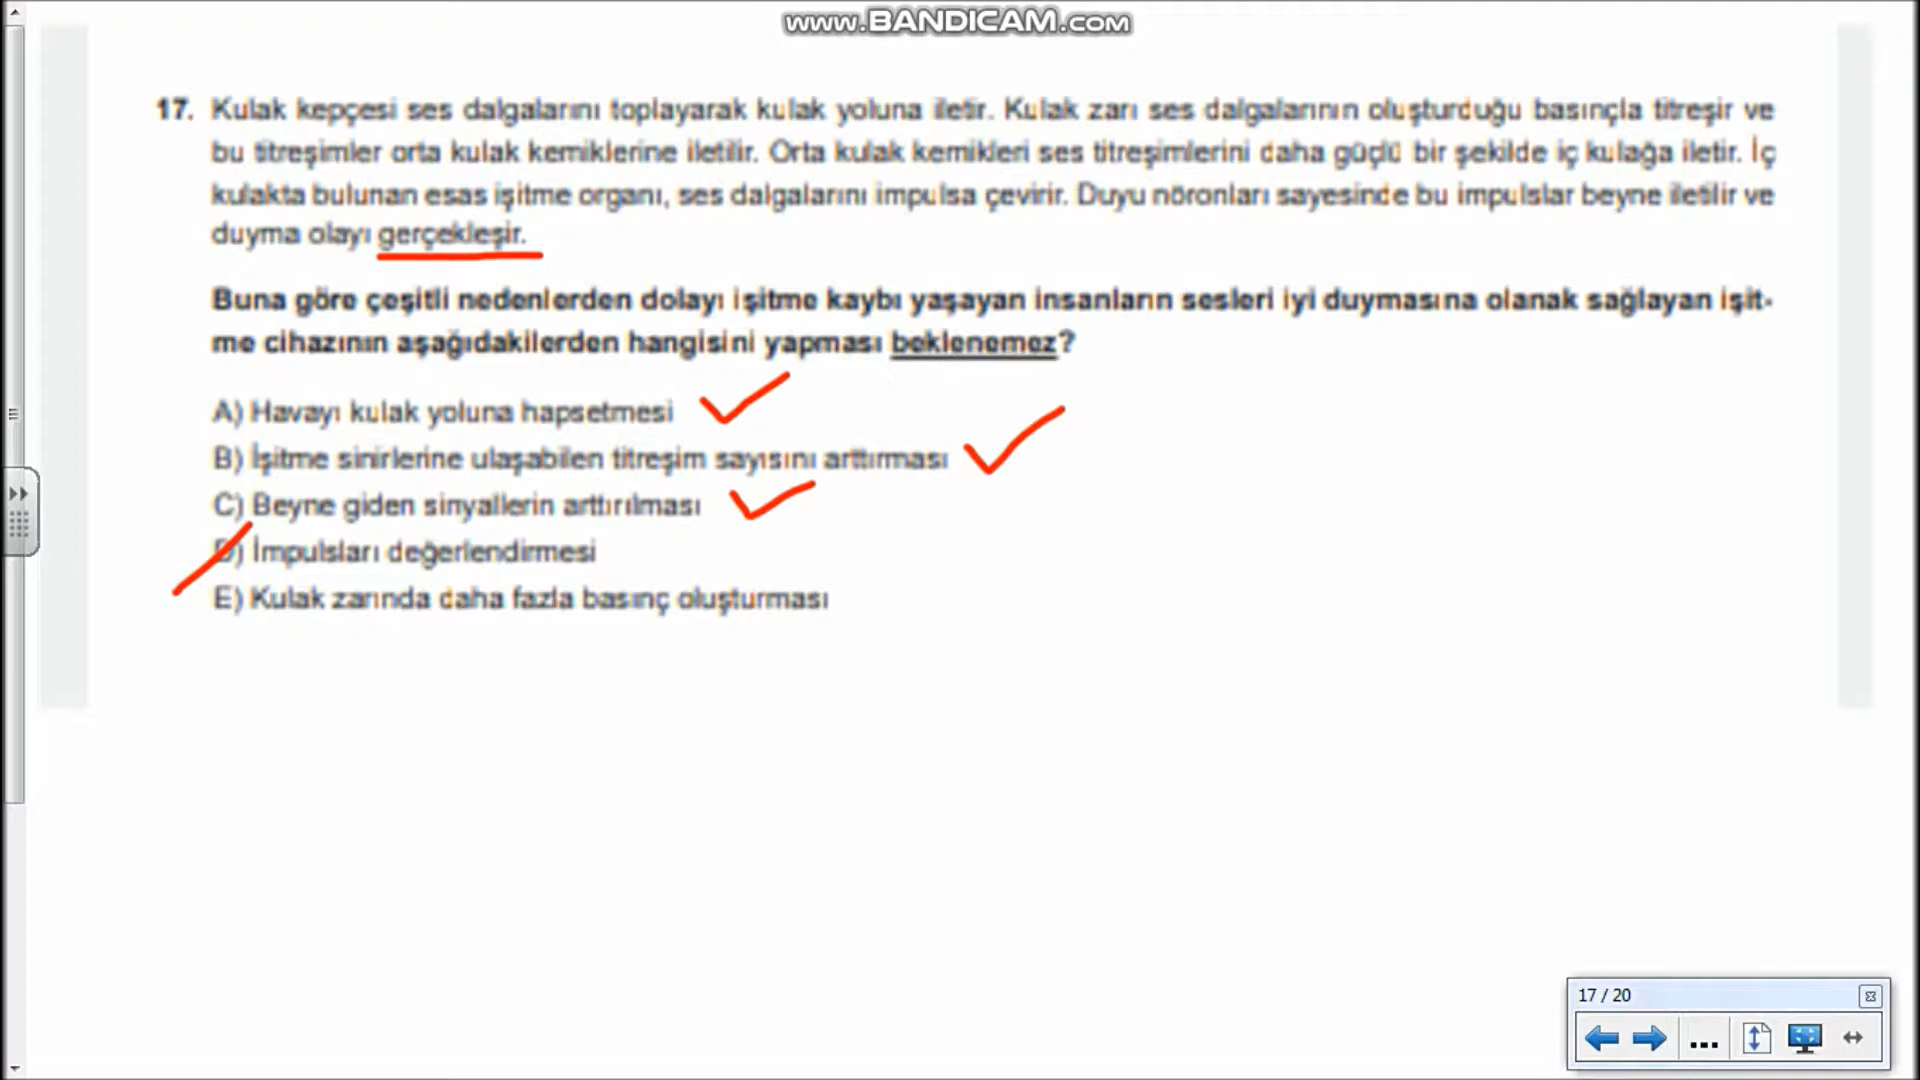 www.BANDICAM.com
17. Kulak kepçesi ses dalgalarını toplayarak kulak yoluna iletir. Kulak zarı ses dalgalarının oluşturduğu basınçla titreşir ve
bu titreşimler orta kulak kemiklerine iletilir. Orta kulak kemikleri ses titreşimlerini daha güçlü bir şekilde iç kulağa iletir. İç
kulakta bulunan esas işitme organı, ses dalgalarını impulsa çevirir. Duyu nöronları sayesinde bu impulslar beyne iletilir ve
duyma olayı gerçekleşir.
Buna göre çeşitli nedenlerden dolayı işitme kaybı yaşayan insanların sesleri iyi duymasına olanak sağlayan işit-
me cihazının aşağıdakilerden hangisini yapması beklenemez?
A) Havayı kulak yoluna hapsetmesi
B) İşitme sinirlerine ulaşabilen titreşim sayısını arttırması
C) Beyne giden sinyallerin arttırılması
D) İmpulsları değerlendirmesi
E) Kulak zarında daha fazla basınç oluşturması
17 / 20